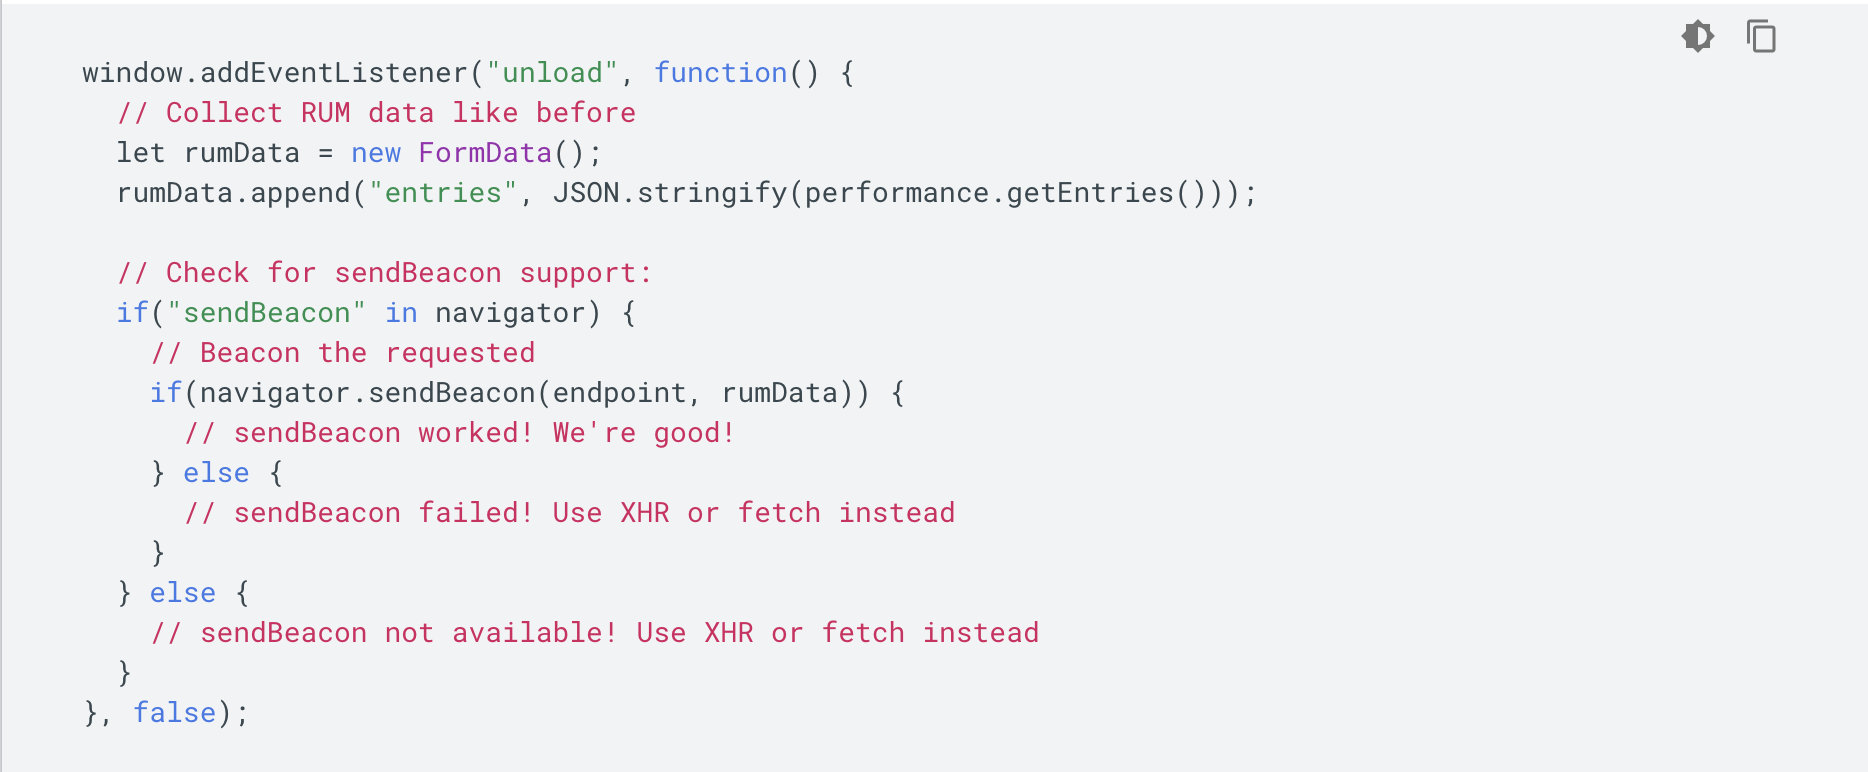 window.addEventListener("unload", function() {
  // Collect RUM data like before
  let rumData = new FormData();
  rumData.append("entries", JSON.stringify(performance.getEntries()));

  // Check for sendBeacon support:
  if("sendBeacon" in navigator) {
    // Beacon the requested
    if(navigator.sendBeacon(endpoint, rumData)) {
      // sendBeacon worked! We're good!
    } else {
      // sendBeacon failed! Use XHR or fetch instead
    }
  } else {
    // sendBeacon not available! Use XHR or fetch instead
  }
}, false);